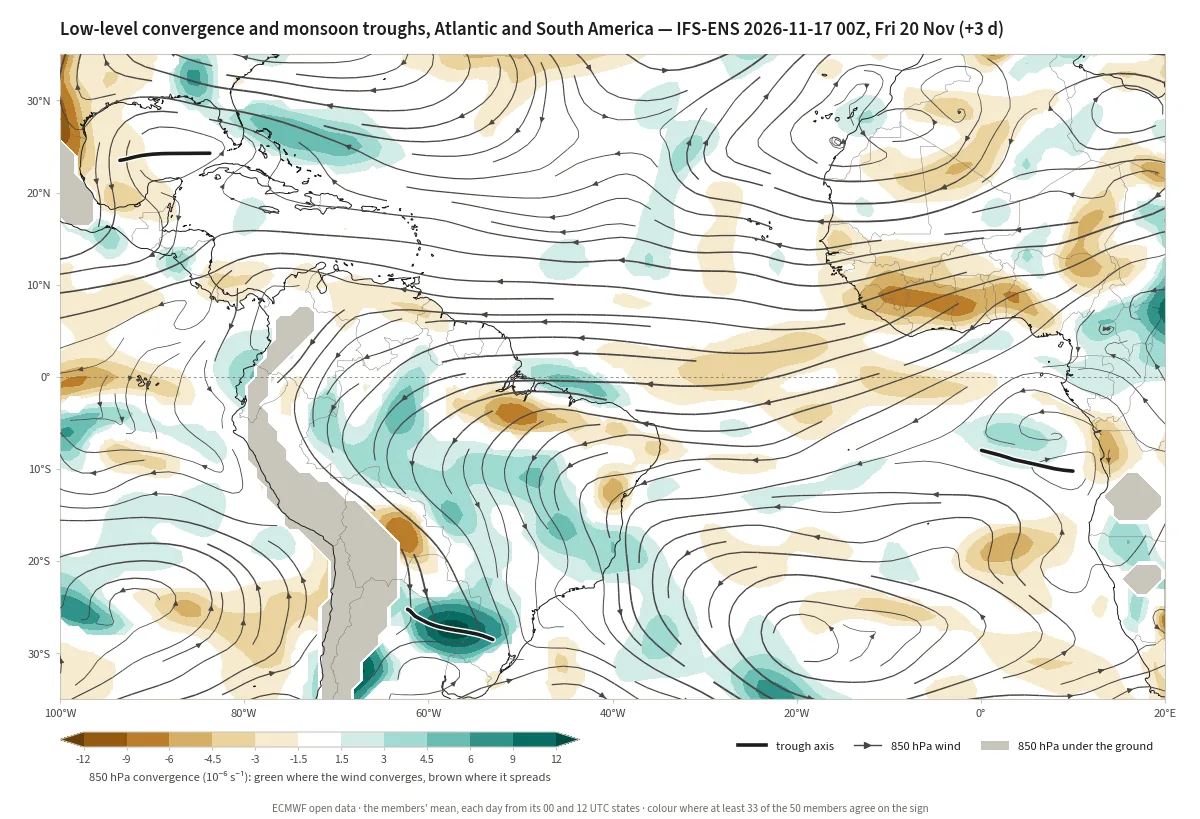 Low-level convergence and monsoon troughs, Atlantic and South America — IFS-ENS 2026-11-17 00Z, Fri 20 Nov (+3 d)
30°N
20°N
10°N
0°
10°S
20°S
30°S
100°W 80°W 60°W 40°W 20°W 0° 20°E
-12 -9 -6 -4.5 -3 -1.5 1.5 3 4.5 6 9 12
850 hPa convergence (10⁻⁶ s⁻¹): green where the wind converges, brown where it spreads
trough axis 850 hPa wind 850 hPa under the ground
ECMWF open data · the members' mean, each day from its 00 and 12 UTC states · colour where at least 33 of the 50 members agree on the sign